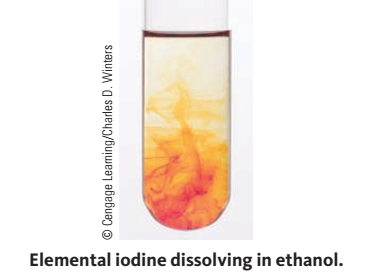 © Cengage Learning/Charles D. Winters
Elemental iodine dissolving in ethanol.